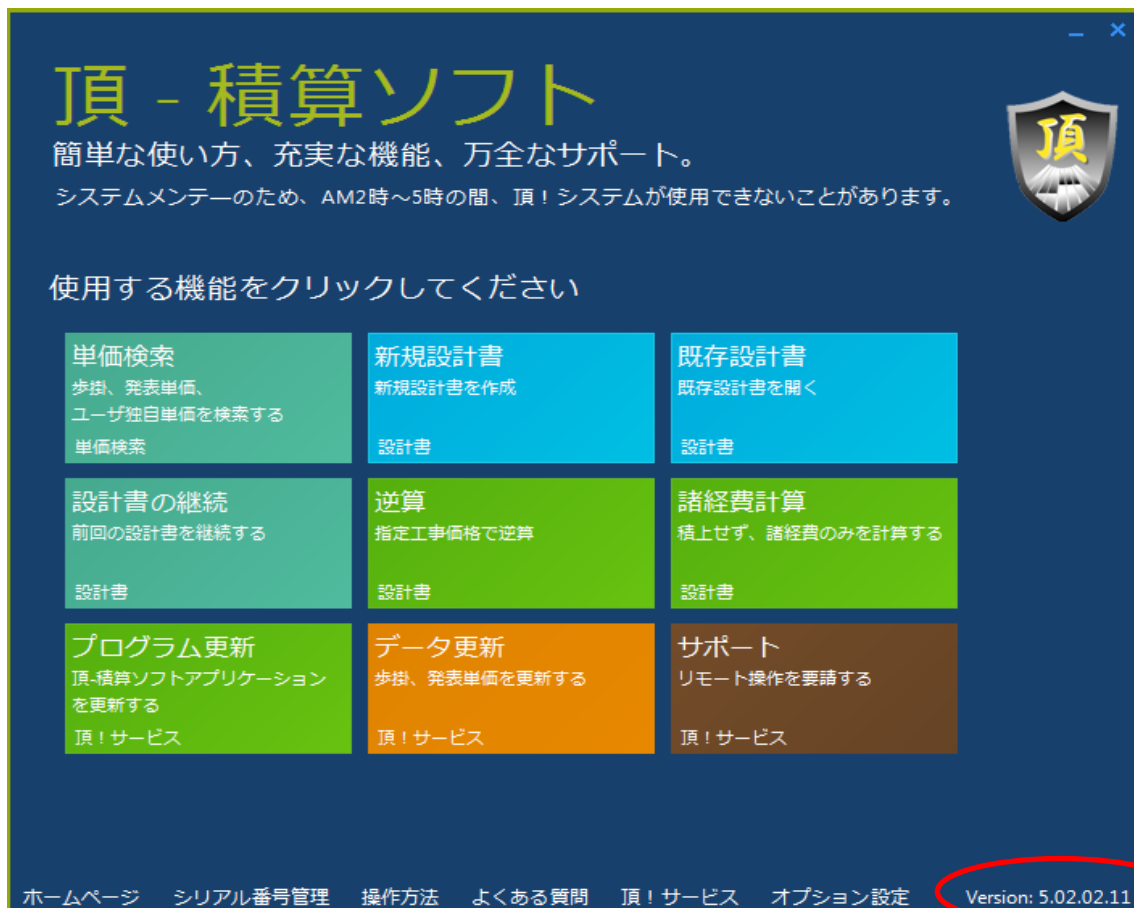 頂 - 積算ソフト
簡単な使い方、充実な機能、万全なサポート。
システムメンテーのため、AM2時～5時の間、頂！システムが使用できないことがあります。
頂
使用する機能をクリックしてください
単価検索
歩掛、発表単価、
ユーザ独自単価を検索する
単価検索
新規設計書
新規設計書を作成
設計書
既存設計書
既存設計書を開く
設計書
設計書の継続
前回の設計書を継続する
設計書
逆算
指定工事価格で逆算
設計書
諸経費計算
積上せず、諸経費のみを計算する
設計書
プログラム更新
頂-積算ソフトアプリケーション
を更新する
頂！サービス
データ更新
歩掛、発表単価を更新する
頂！サービス
サポート
リモート操作を要請する
頂！サービス
ホームページ シリアル番号管理 操作方法 よくある質問 頂！サービス オプション設定 Version: 5.02.02.11